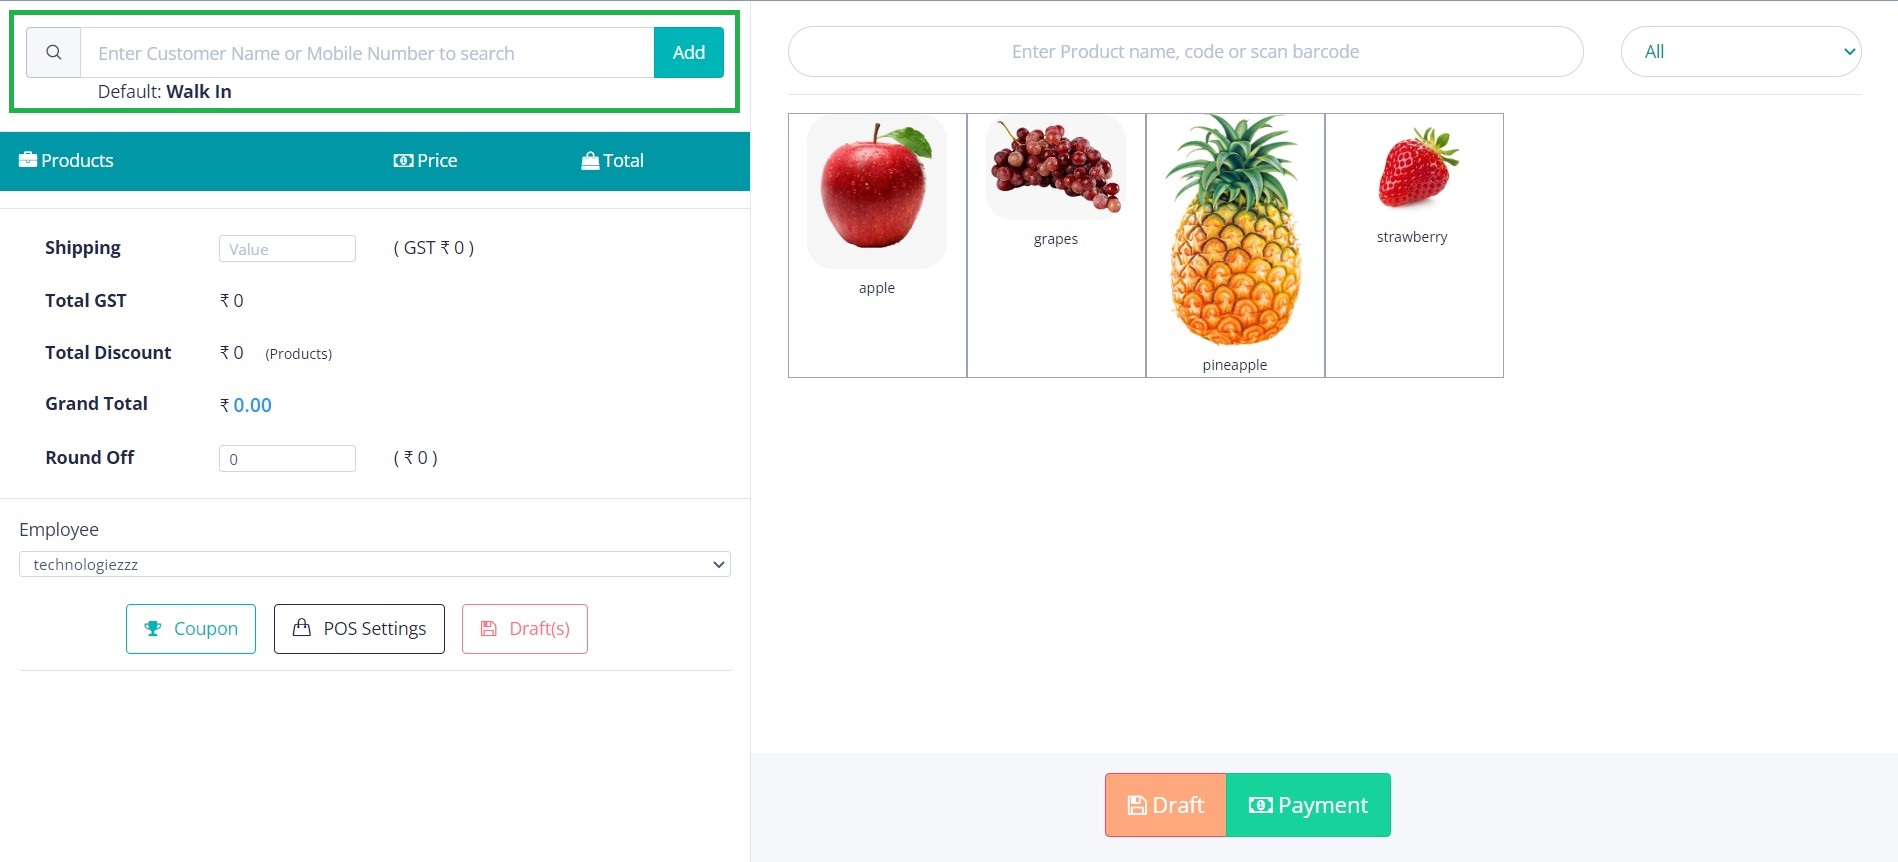 Enter Customer Name or Mobile Number to search
Add
Default: Walk In
Products
Price
Total
Shipping
Value
( GST ₹ 0 )
Total GST
₹ 0
Total Discount
₹ 0 (Products)
Grand Total
₹ 0.00
Round Off
0
( ₹ 0 )
Employee
technologiezzz
Coupon
POS Settings
Draft(s)
Enter Product name, code or scan barcode
All
apple
grapes
pineapple
strawberry
Draft
Payment